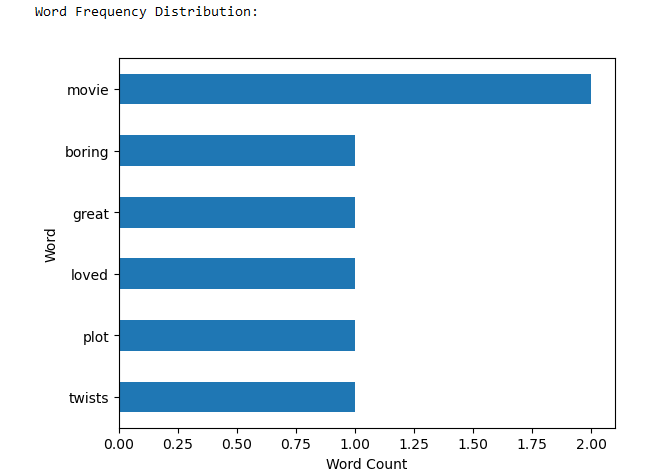 Word Frequency Distribution:
movie
boring
great
loved
plot
twists
Word
0.00 0.25 0.50 0.75 1.00 1.25 1.50 1.75 2.00
Word Count